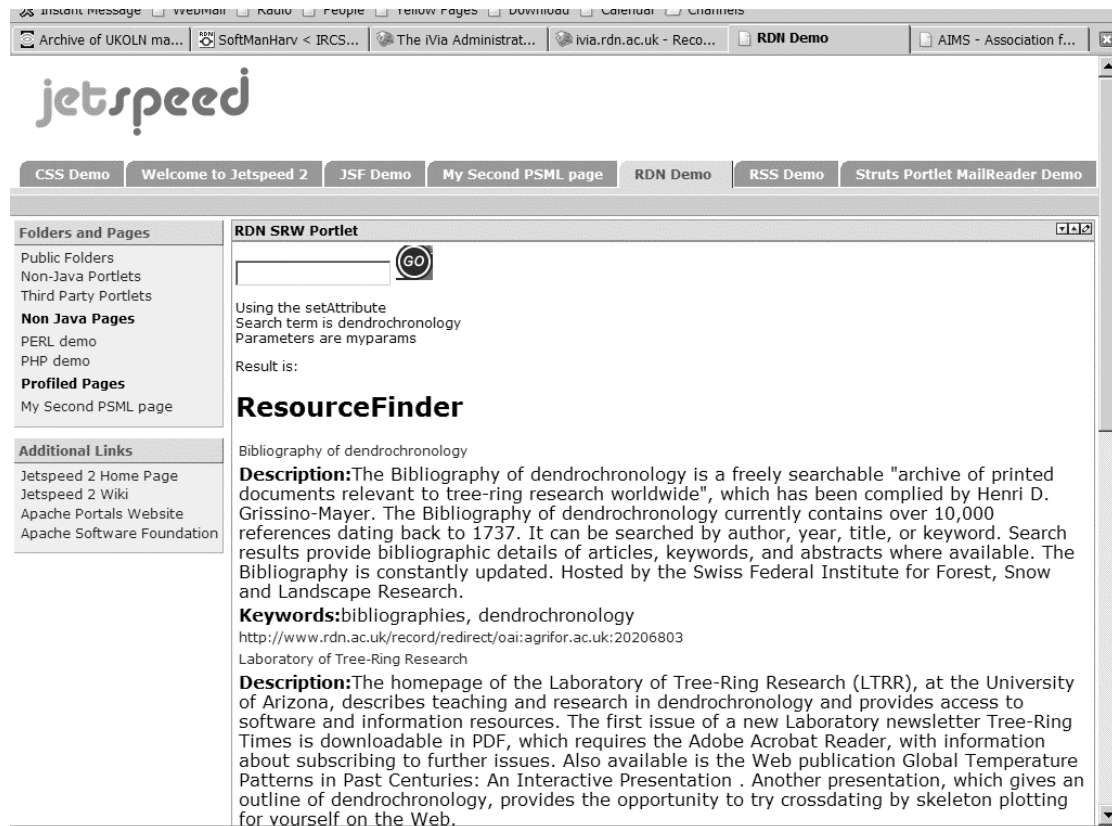 Instant Message WebMail Radio People Yellow Pages Download Calendar Channels
Archive of UKOLN ma... SoftManHarv < IRCS... The iVia Administrat... ivia.rdn.ac.uk - Reco... RDN Demo AIMS - Association f...
jetspeed
CSS Demo Welcome to Jetspeed 2 JSF Demo My Second PSML page RDN Demo RSS Demo Struts Portlet MailReader Demo
Folders and Pages
Public Folders
Non-Java Portlets
Third Party Portlets
Non Java Pages
PERL demo
PHP demo
Profiled Pages
My Second PSML page
Additional Links
Jetspeed 2 Home Page
Jetspeed 2 Wiki
Apache Portals Website
Apache Software Foundation
RDN SRW Portlet
GO
Using the setAttribute
Search term is dendrochronology
Parameters are myparams
Result is:
ResourceFinder
Bibliography of dendrochronology
Description:The Bibliography of dendrochronology is a freely searchable "archive of printed
documents relevant to tree-ring research worldwide", which has been complied by Henri D.
Grissino-Mayer. The Bibliography of dendrochronology currently contains over 10,000
references dating back to 1737. It can be searched by author, year, title, or keyword. Search
results provide bibliographic details of articles, keywords, and abstracts where available. The
Bibliography is constantly updated. Hosted by the Swiss Federal Institute for Forest, Snow
and Landscape Research.
Keywords:bibliographies, dendrochronology
http://www.rdn.ac.uk/record/redirect/oai:agrifor.ac.uk:20206803
Laboratory of Tree-Ring Research
Description:The homepage of the Laboratory of Tree-Ring Research (LTRR), at the University
of Arizona, describes teaching and research in dendrochronology and provides access to
software and information resources. The first issue of a new Laboratory newsletter Tree-Ring
Times is downloadable in PDF, which requires the Adobe Acrobat Reader, with information
about subscribing to further issues. Also available is the Web publication Global Temperature
Patterns in Past Centuries: An Interactive Presentation . Another presentation, which gives an
outline of dendrochronology, provides the opportunity to try crossdating by skeleton plotting
for yourself on the Web.